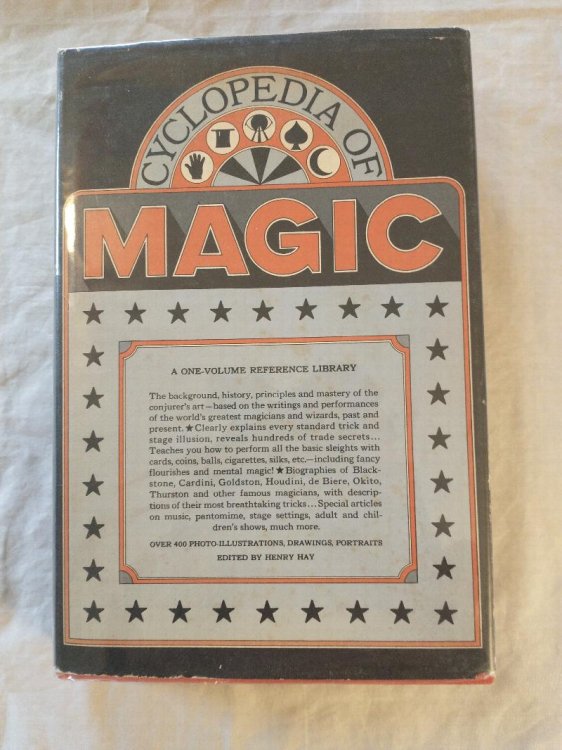 CYCLOPEDIA OF
MAGIC
A ONE-VOLUME REFERENCE LIBRARY
The background, history, principles and mastery of the
conjurer's art—based on the writings and performances
of the world's greatest magicians and wizards, past and
present.★Clearly explains every standard trick and
stage illusion, reveals hundreds of trade secrets...
Teaches you how to perform all the basic sleights with
cards, coins, balls, cigarettes, silks, etc.—including fancy
flourishes and mental magic!★Biographies of Black-
stone, Cardini, Goldston, Houdini, de Biere, Okito,
Thurston and other famous magicians, with descrip-
tions of their most breathtaking tricks...Special articles
on music, pantomime, stage settings, adult and chil-
dren's shows, much more.
OVER 400 PHOTO-ILLUSTRATIONS, DRAWINGS, PORTRAITS
EDITED BY HENRY HAY